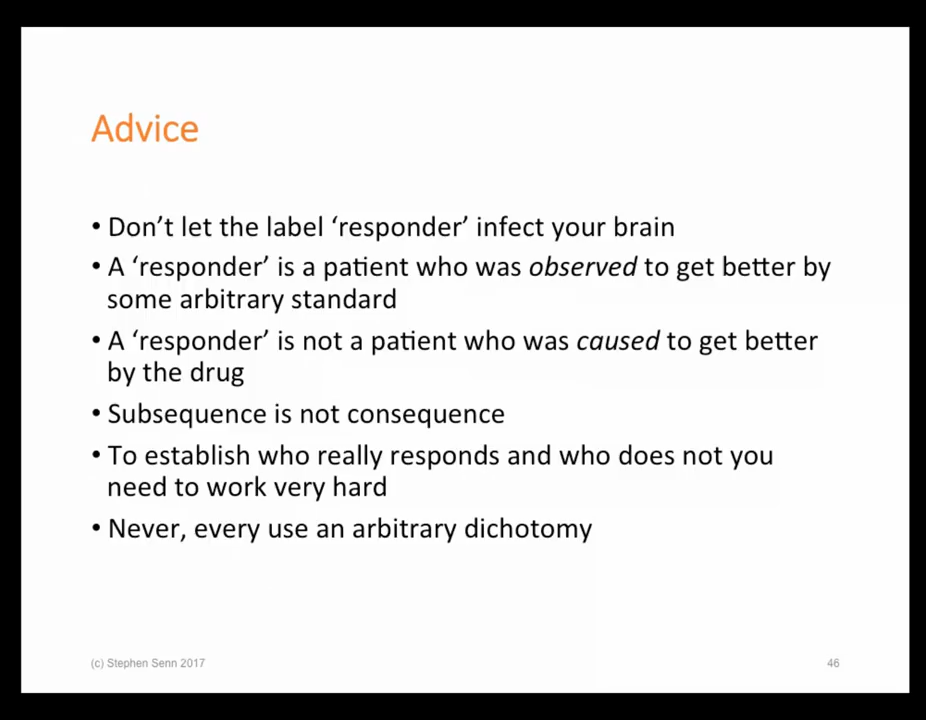 Advice
• Don’t let the label ‘responder’ infect your brain
• A ‘responder’ is a patient who was observed to get better by
some arbitrary standard
• A ‘responder’ is not a patient who was caused to get better
by the drug
• Subsequence is not consequence
• To establish who really responds and who does not you
need to work very hard
• Never, every use an arbitrary dichotomy
(c) Stephen Senn 2017
46